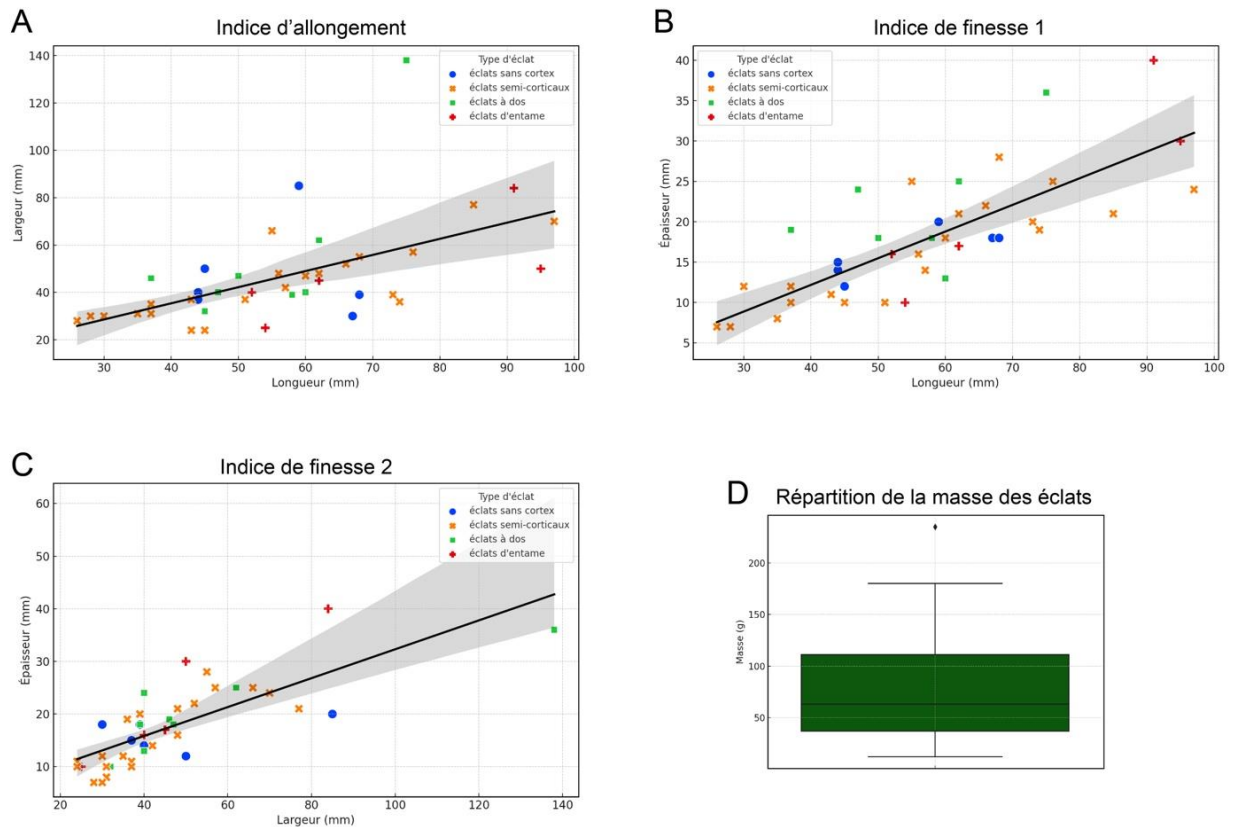 A
Indice d'allongement
Type d'éclat
éclats sans cortex
éclats semi-corticaux
éclats à dos
éclats d'entame
140
120
100
80
60
40
20
Largeur (mm)
30 40 50 60 70 80 90 100
Longueur (mm)
B
Indice de finesse 1
Type d'éclat
éclats sans cortex
éclats semi-corticaux
éclats à dos
éclats d'entame
40
35
30
25
20
15
10
5
Épaisseur (mm)
30 40 50 60 70 80 90 100
Longueur (mm)
C
Indice de finesse 2
Type d'éclat
éclats sans cortex
éclats semi-corticaux
éclats à dos
éclats d'entame
60
50
40
30
20
10
Épaisseur (mm)
20 40 60 80 100 120 140
Largeur (mm)
D
Répartition de la masse des éclats
200
150
100
50
Masse (g)